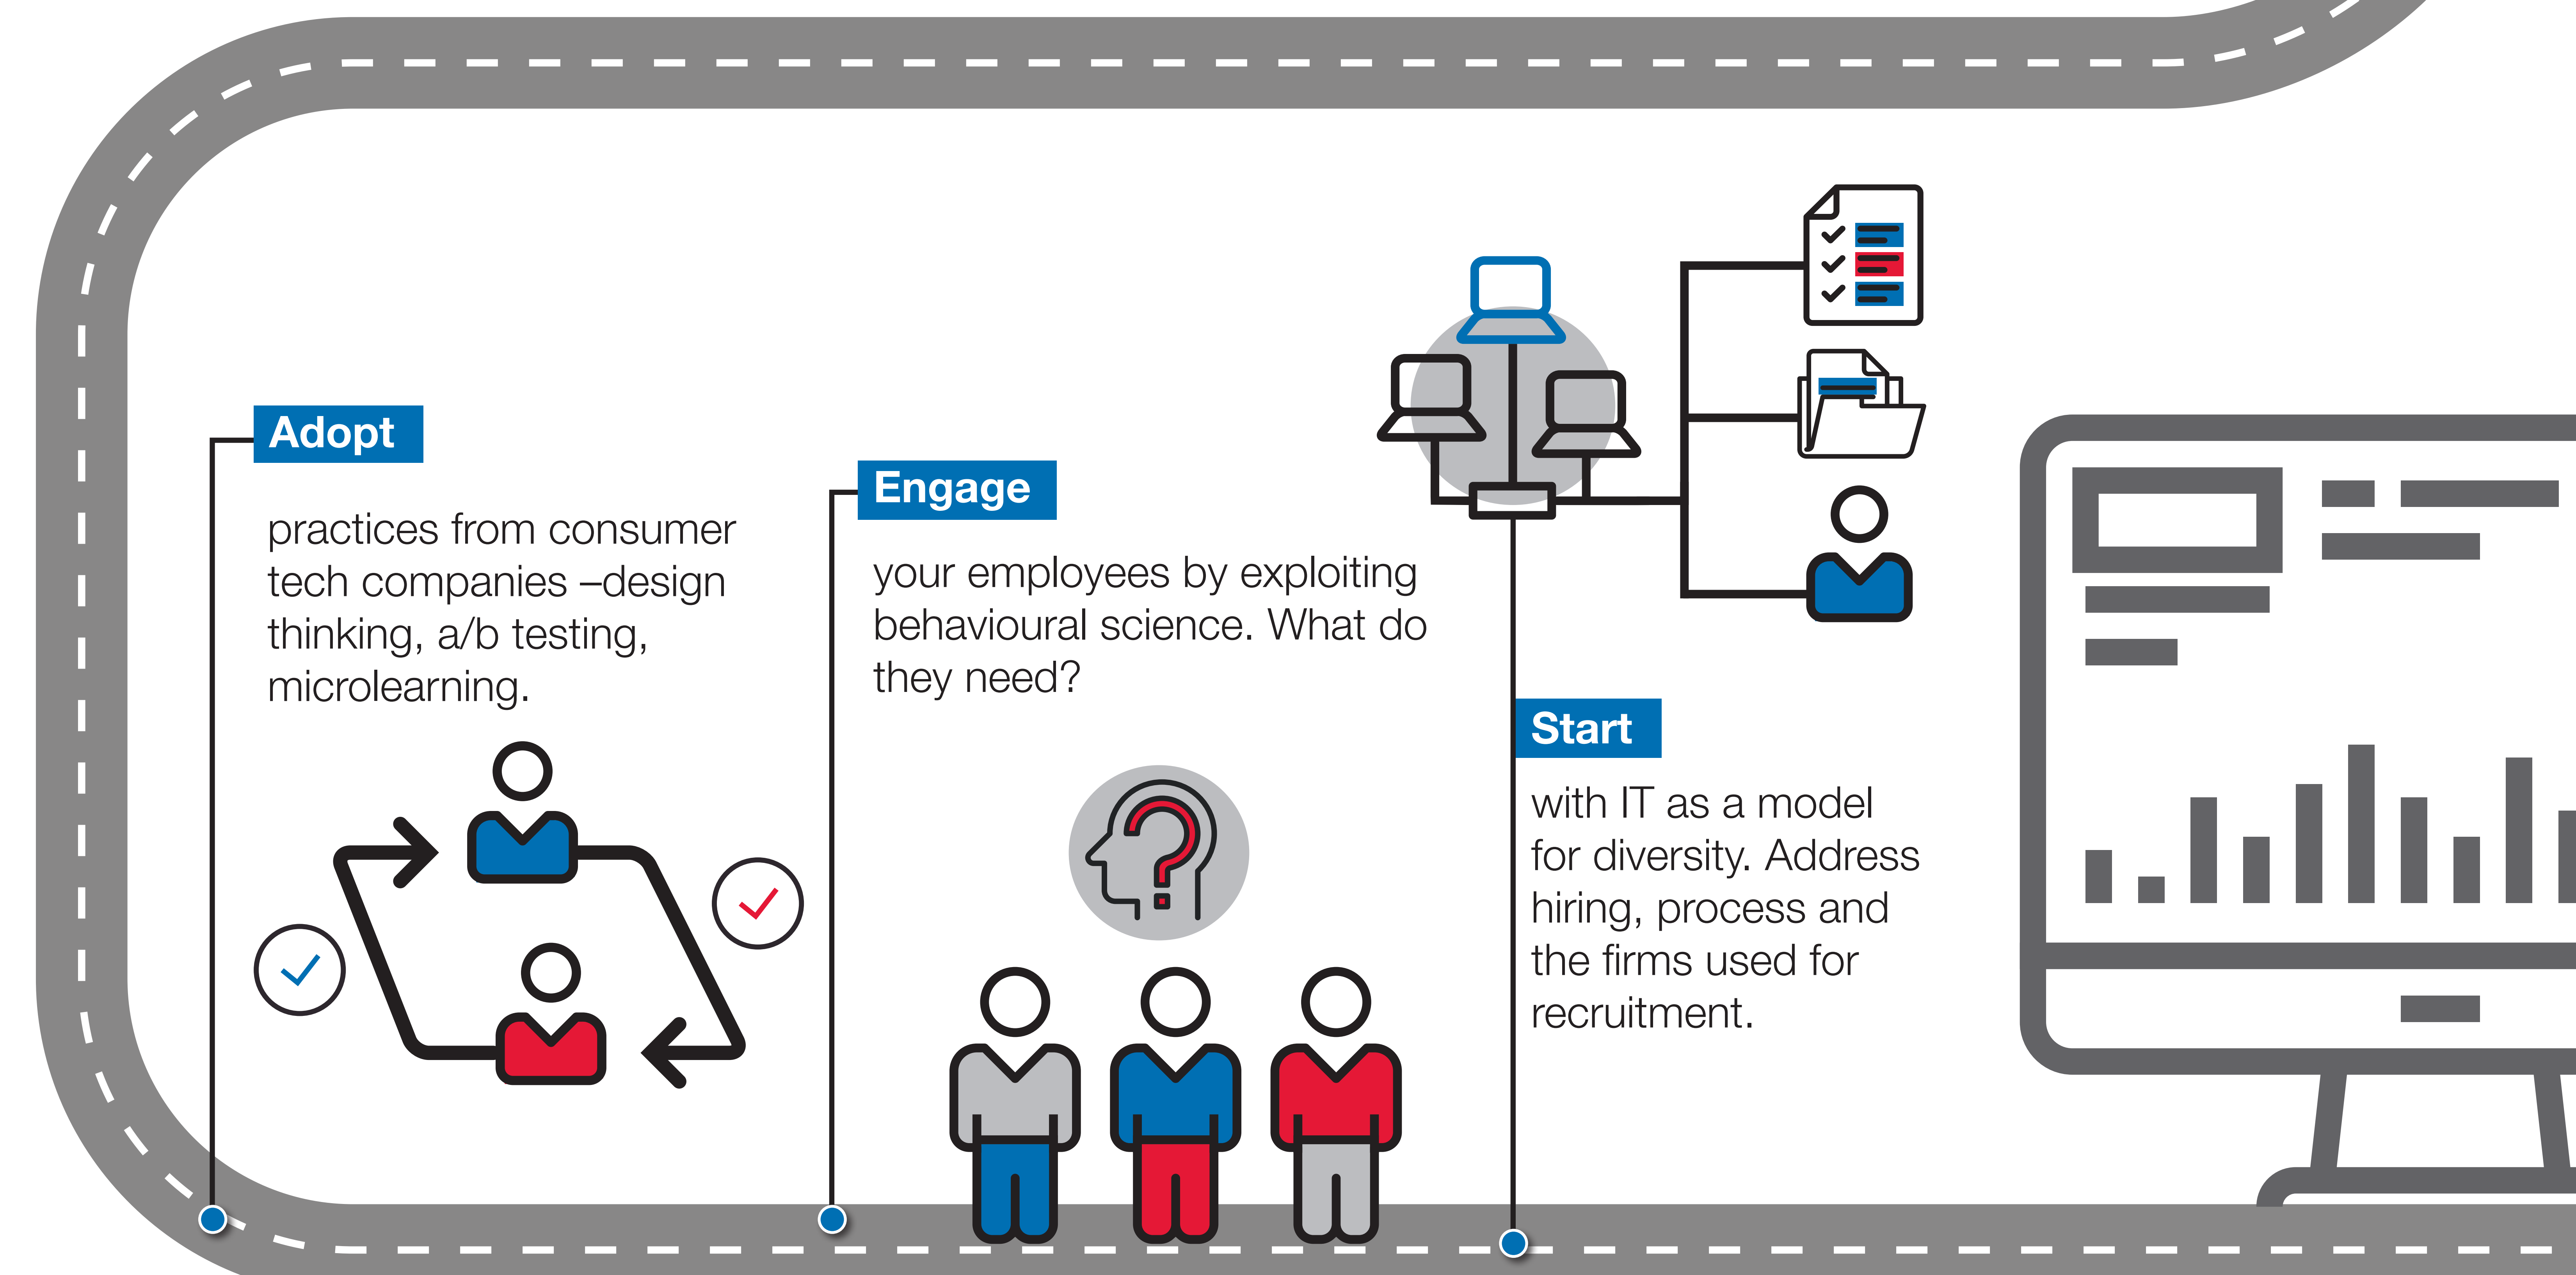 Adopt
practices from consumer
tech companies –design
thinking, a/b testing,
microlearning.
Engage
your employees by exploiting
behavioural science. What do
they need?
Start
with IT as a model
for diversity. Address
hiring, process and
the firms used for
recruitment.